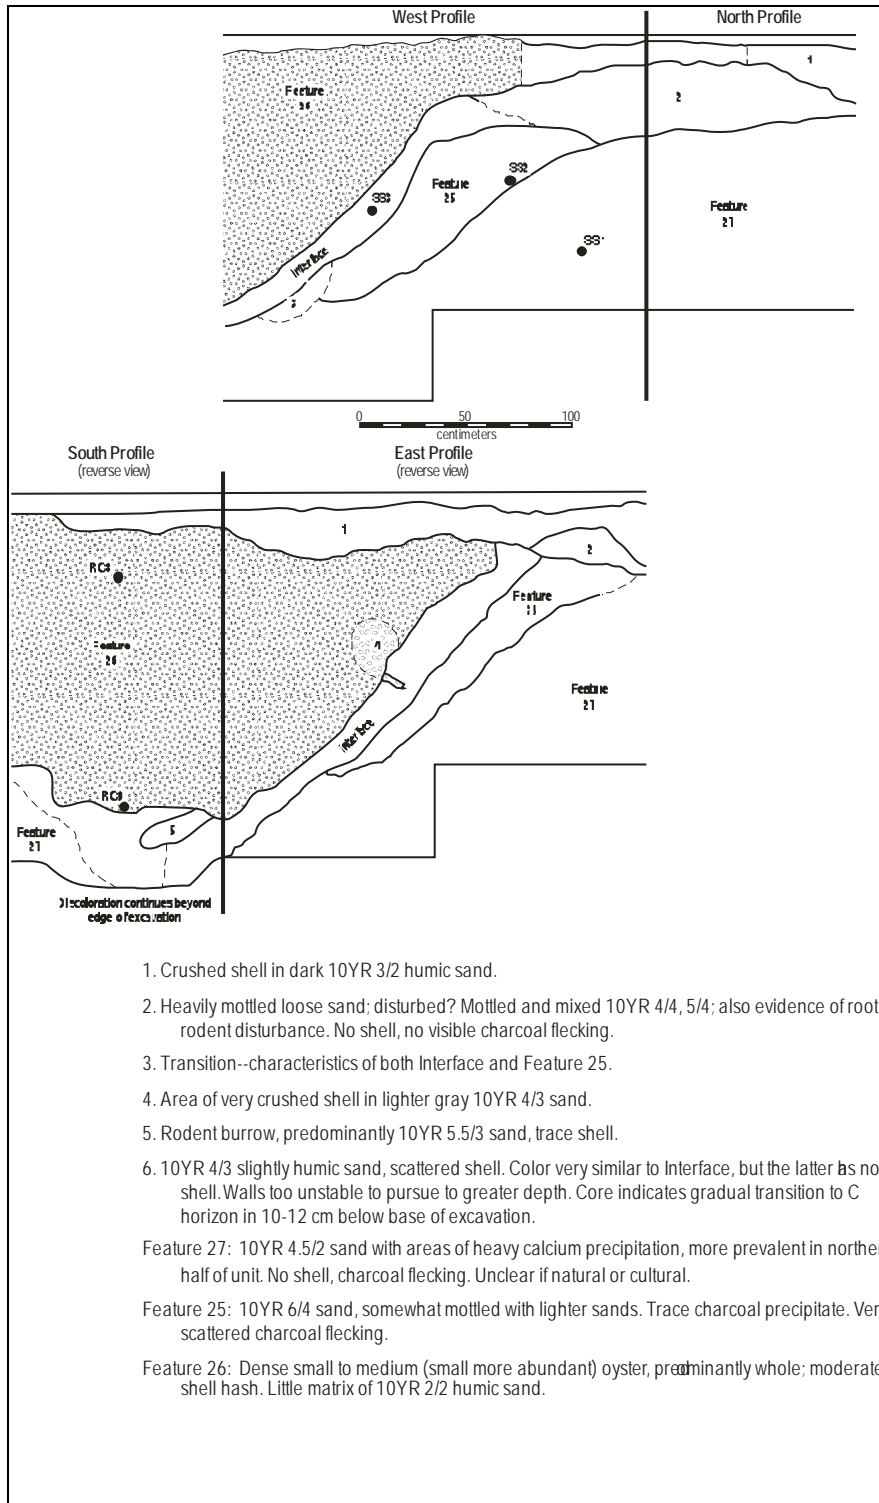 West Profile
North Profile
1
Feature
26
2
SS2
SS3
Feature
25
Feature
27
SS1
Interface
3
0 50 100
centimeters
South Profile
East Profile
(reverse view)
(reverse view)
1
2
Feature
Feature
26
4
Feature
27
Interface
5
Feature
27
Discoloration continues beyond
edge of excavation
1. Crushed shell in dark 10YR 3/2 humic sand.
2. Heavily mottled loose sand; disturbed? Mottled and mixed 10YR 4/4, 5/4; also evidence of root
rodent disturbance. No shell, no visible charcoal flecking.
3. Transition--characteristics of both Interface and Feature 25.
4. Area of very crushed shell in lighter gray 10YR 4/3 sand.
5. Rodent burrow, predominantly 10YR 5.5/3 sand, trace shell.
6. 10YR 4/3 slightly humic sand, scattered shell. Color very similar to Interface, but the latter has no
shell. Walls too unstable to pursue to greater depth. Core indicates gradual transition to C
horizon in 10-12 cm below base of excavation.
Feature 27: 10YR 4.5/2 sand with areas of heavy calcium precipitation, more prevalent in norther
half of unit. No shell, charcoal flecking. Unclear if natural or cultural.
Feature 25: 10YR 6/4 sand, somewhat mottled with lighter sands. Trace charcoal precipitate. Ver
scattered charcoal flecking.
Feature 26: Dense small to medium (small more abundant) oyster, predominantly whole; moderate
shell hash. Little matrix of 10YR 2/2 humic sand.